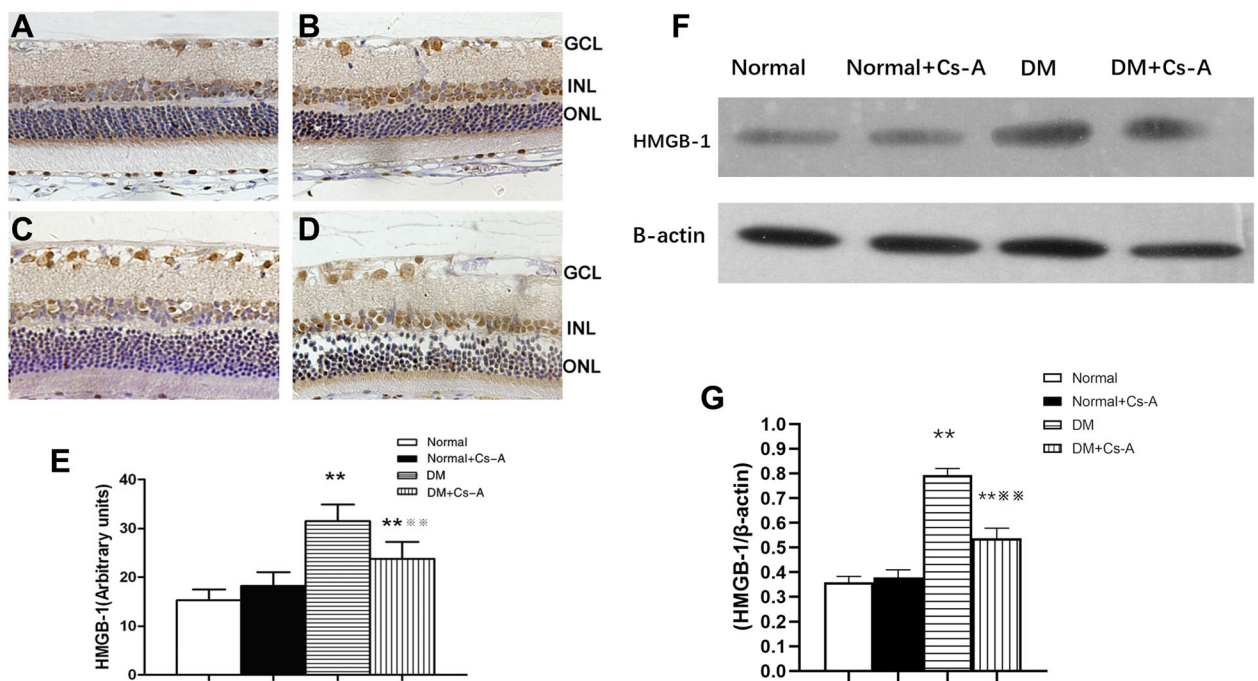 A
B
GCL
INL
ONL
C
D
GCL
INL
ONL
E
Normal
Normal+Cs-A
DM
DM+Cs-A
HMGB-1(Arbitrary units)
40
30
20
10
0
**
**※※
F
Normal Normal+Cs-A DM DM+Cs-A
HMGB-1
B-actin
G
Normal
Normal+Cs-A
DM
DM+Cs-A
(HMGB-1/β-actin)
1.0
0.9
0.8
0.7
0.6
0.5
0.4
0.3
0.2
0.1
0.0
**
**※※